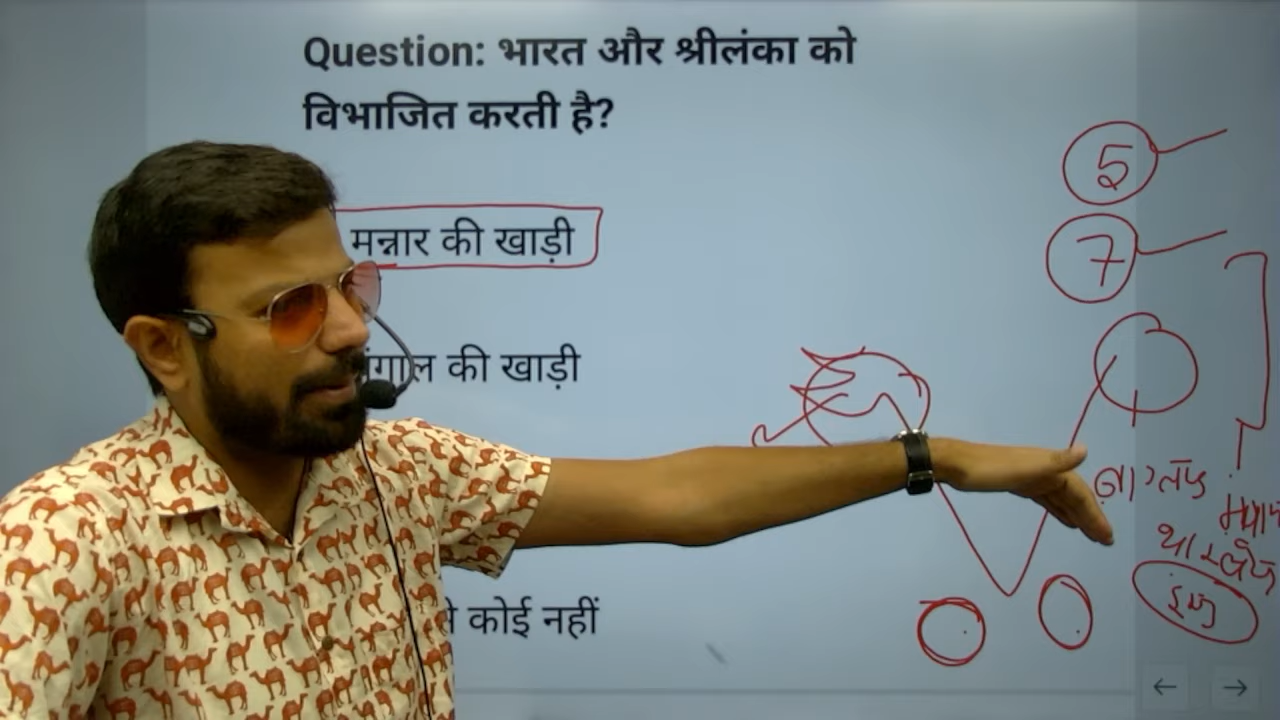 Question: भारत और श्रीलंका को
विभाजित करती है?
मन्नार की खाड़ी
बंगाल की खाड़ी
कोई नहीं
5
7